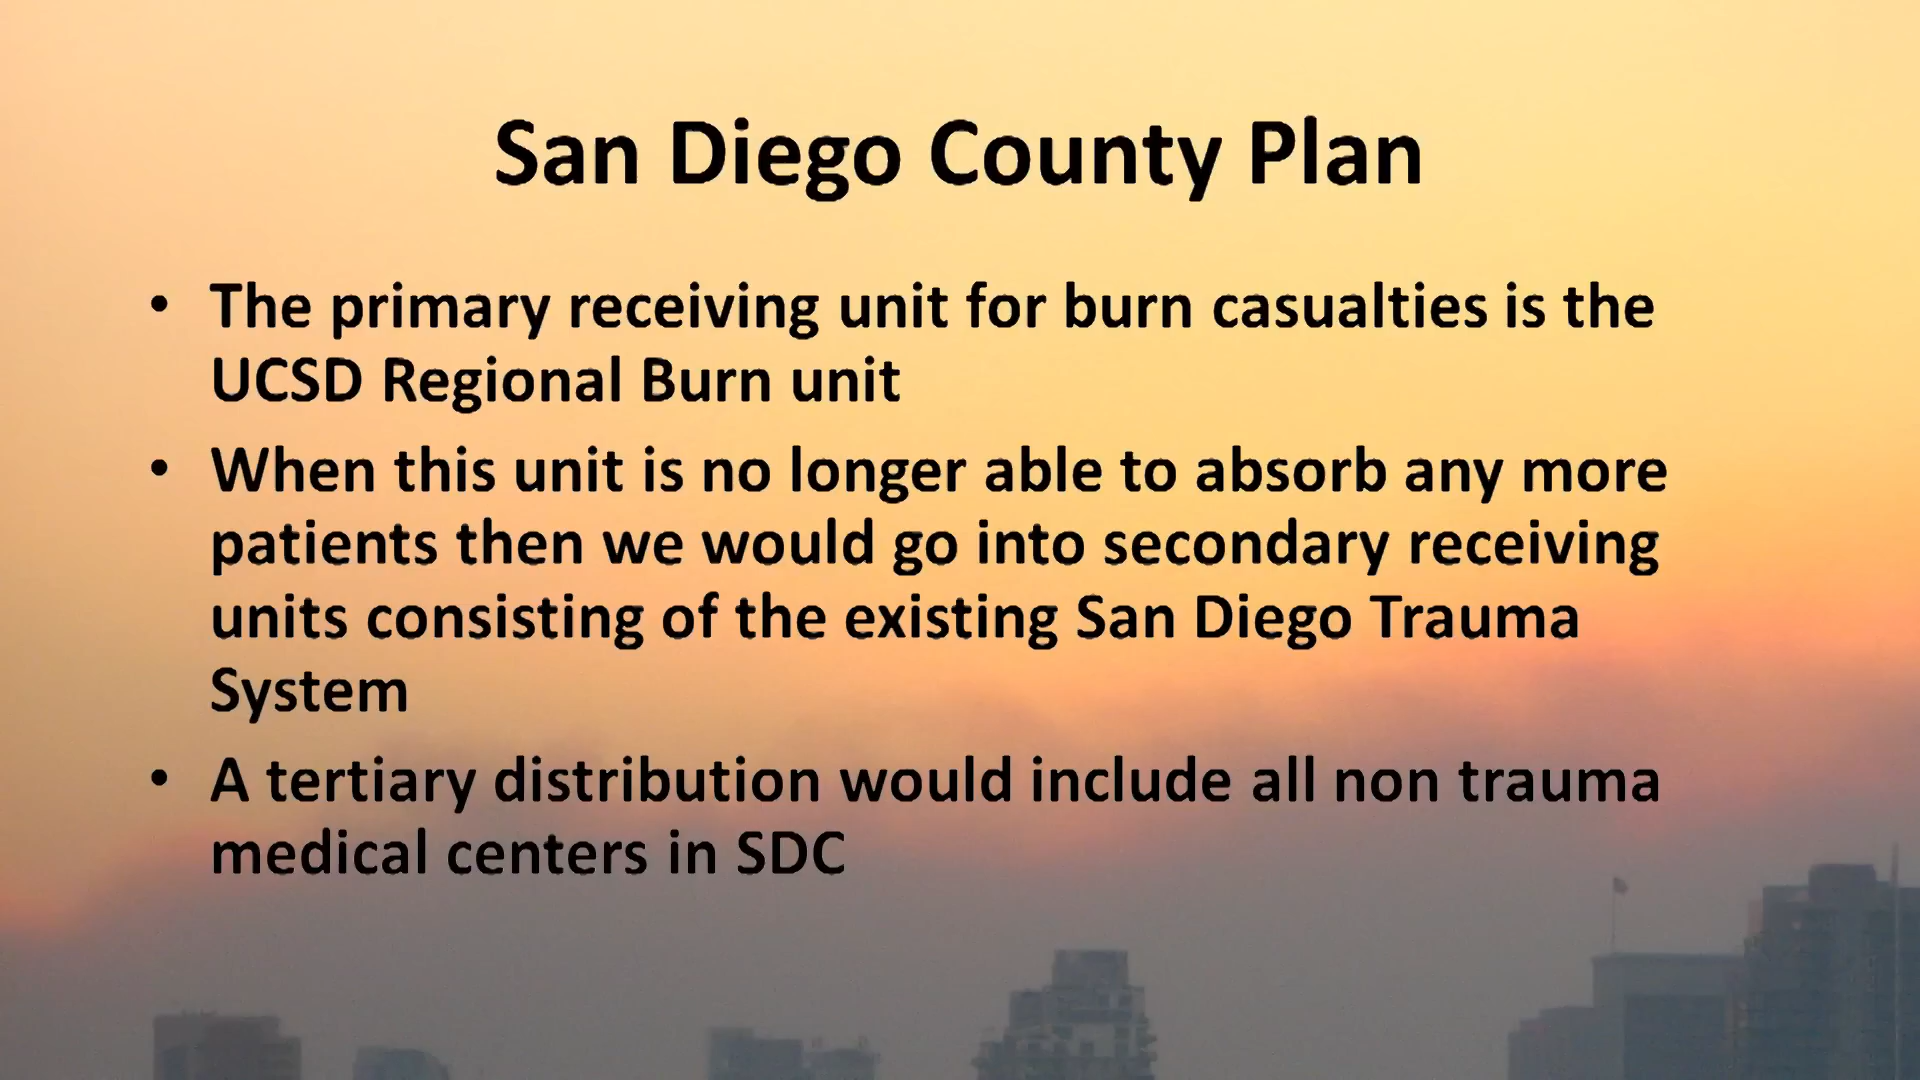 San Diego County Plan
• The primary receiving unit for burn casualties is the
UCSD Regional Burn unit
• When this unit is no longer able to absorb any more
patients then we would go into secondary receiving
units consisting of the existing San Diego Trauma
System
• A tertiary distribution would include all non trauma
medical centers in SDC